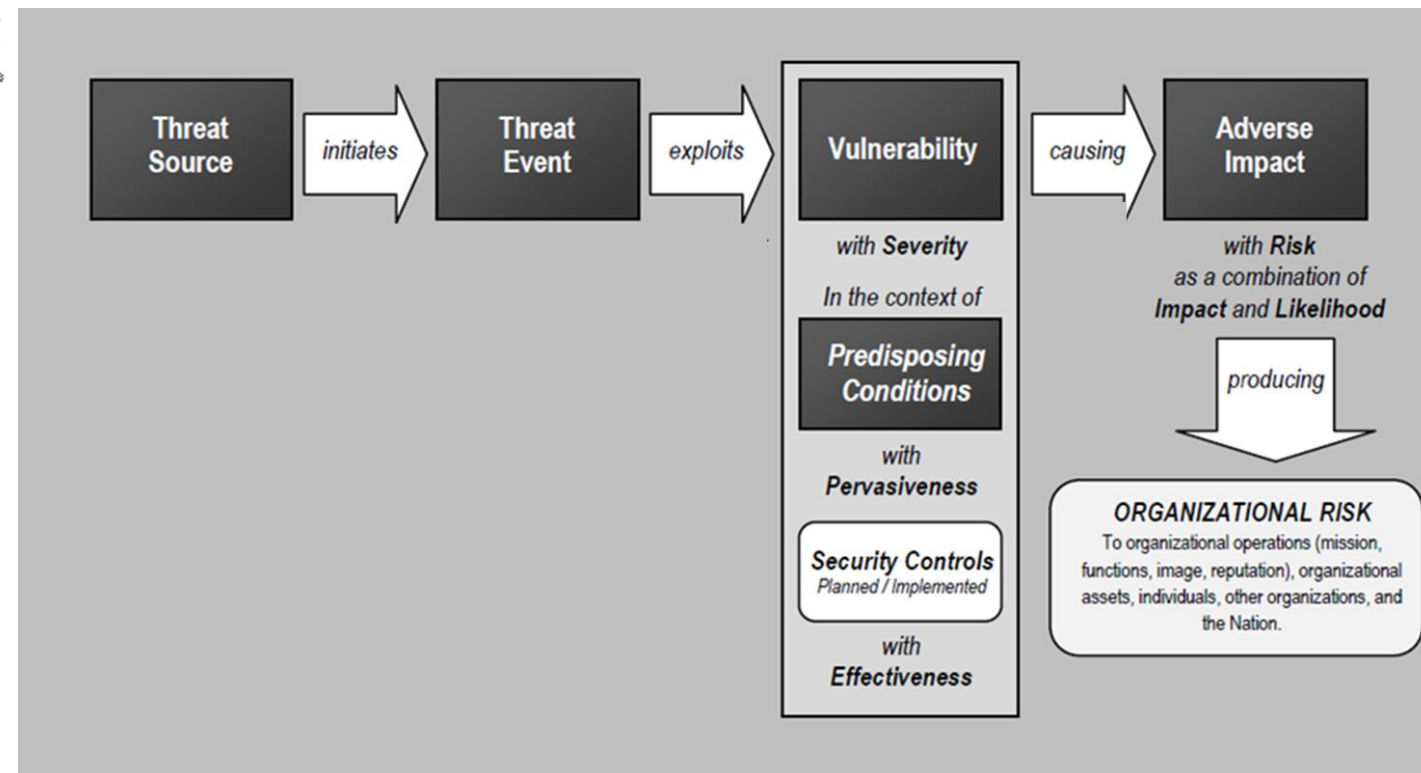 Threat
Source
initiates
Threat
Event
exploits
Vulnerability
with Severity
In the context of
Predisposing
Conditions
with
Pervasiveness
Security Controls
Planned / Implemented
with
Effectiveness
causing
Adverse
Impact
with Risk
as a combination of
Impact and Likelihood
producing
ORGANIZATIONAL RISK
To organizational operations (mission,
functions, image, reputation), organizational
assets, individuals, other organizations, and
the Nation.